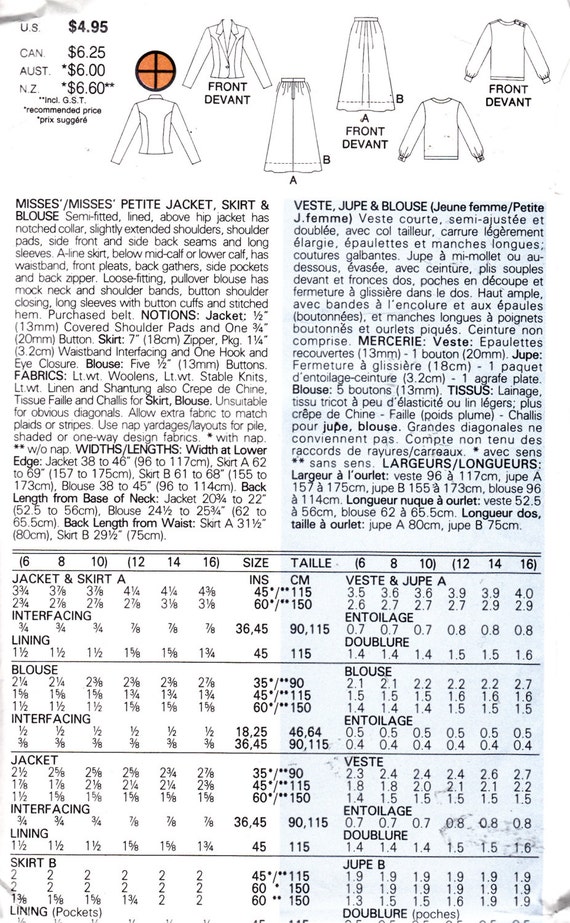 U.S. $4.95
CAN. $6.25
AUST. *$6.00
N.Z. *$6.60**
**Incl. G.S.T.
*recommended price
*prix suggéré
FRONT
DEVANT
B
A
A
B
FRONT
DEVANT
FRONT
DEVANT
MISSES'/MISSES' PETITE JACKET, SKIRT &
BLOUSE Semi-fitted, lined, above hip jacket has
notched collar, slightly extended shoulders, shoulder
pads, side front and side back seams and long
sleeves. A-line skirt, below mid-calf or lower calf, has
waistband, front pleats, back gathers, side pockets
and back zipper. Loose-fitting, pullover blouse has
mock neck and shoulder bands, button shoulder
closing, long sleeves with button cuffs and stitched
hem. Purchased belt. NOTIONS: Jacket: ½"
(13mm) Covered Shoulder Pads and One ¾"
(20mm) Button. Skirt: 7" (18cm) Zipper, Pkg. 1¼"
(3.2cm) Waistband Interfacing and One Hook and
Eye Closure. Blouse: Five ½" (13mm) Buttons.
FABRICS: Lt.wt. Woolens, Lt.wt. Stable Knits,
Lt.wt. Linen and Shantung also Crepe de Chine,
Tissue Faille and Challis for Skirt, Blouse. Unsuitable
for obvious diagonals. Allow extra fabric to match
plaids or stripes. Use nap yardages/layouts for pile,
shaded or one-way design fabrics. * with nap.
** w/o nap. WIDTHS/LENGTHS: Width at Lower
Edge: Jacket 38 to 46" (96 to 117cm), Skirt A 62
to 69" (157 to 175cm), Skirt B 61 to 68" (155 to
173cm), Blouse 38 to 45" (96 to 114cm). Back
Length from Base of Neck: Jacket 20¾ to 22"
(52.5 to 56cm), Blouse 24½ to 25¾" (62 to
65.5cm). Back Length from Waist: Skirt A 31½"
(80cm), Skirt B 29½" (75cm).
VESTE, JUPE & BLOUSE (Jeune femme/Petite
J.femme) Veste courte, semi-ajustée et
doublée, avec col tailleur, carrure légèrement
élargie, épaulettes et manches longues;
coutures galbantes. Jupe à mi-mollet ou au-
dessous, évasée, avec ceinture, plis souples
devant et fronces dos, poches en découpe et
fermeture à glissière dans le dos. Haut ample,
avec bandes à l'encolure et aux épaules
(boutonnées), et manches longues à poignets
boutonnés et ourlets piqués. Ceinture non
comprise. MERCERIE: Veste: Epaulettes
recouvertes (13mm) - 1 bouton (20mm). Jupe:
Fermeture à glissière (18cm) - 1 paquet
d'entoilage-ceinture (3.2cm) - 1 agrafe plate.
Blouse: 5 boutons (13mm). TISSUS: Lainage,
tissu tricot à peu d'élasticité ou lin légers; plus
crêpe de Chine - Faille (poids plume) - Challis
pour jupe, blouse. Grandes diagonales ne
conviennent pas. Compte non tenu des
raccords de rayures/carreaux. * avec sens
** sans sens. LARGEURS/LONGUEURS:
Largeur à l'ourlet: veste 96 à 117cm, jupe A
157 à 175cm, jupe B 155 à 173cm, blouse 96
à 114cm. Longueur nuque à ourlet: veste 52.5
à 56cm, blouse 62 à 65.5cm. Longueur dos,
taille à ourlet: jupe A 80cm, jupe B 75cm.
(6 8 10) (12 14 16) SIZE TAILLE (6 8 10) (12 14 16)
JACKET & SKIRT A INS CM VESTE & JUPE A
3¾ 3⅞ 3⅞ 4¼ 4¼ 4⅜ 45*/**115 3.5 3.6 3.6 3.9 3.9 4.0
2¾ 2⅞ 2⅞ 2⅞ 3⅛ 3⅛ 60*/**150 2.6 2.7 2.7 2.7 2.9 2.9
INTERFACING ENTOILAGE
¾ ¾ ¾ ⅞ ⅞ ⅞ 36,45 90,115 0.7 0.7 0.7 0.8 0.8 0.8
LINING DOUBLURE
1½ 1½ 1½ 1⅝ 1⅝ 1¾ 45 115 1.4 1.4 1.4 1.5 1.5 1.6
BLOUSE BLOUSE
2¼ 2¼ 2⅜ 2⅜ 2⅜ 2⅞ 35*/**90 2.1 2.1 2.2 2.2 2.2 2.7
1⅝ 1⅝ 1⅝ 1¾ 1¾ 1¾ 45*/**115 1.5 1.5 1.5 1.6 1.6 1.6
1½ 1½ 1½ 1⅝ 1⅝ 1⅝ 60*/**150 1.4 1.4 1.4 1.5 1.5 1.5
INTERFACING ENTOILAGE
½ ½ ½ ½ ½ ½ 18,25 46,64 0.5 0.5 0.5 0.5 0.5 0.5
⅜ ⅜ ⅜ ⅜ ⅜ ⅜ 36,45 90,115 0.4 0.4 0.4 0.4 0.4 0.4
JACKET VESTE
2½ 2⅝ 2⅝ 2⅝ 2¾ 2⅞ 35*/**90 2.3 2.4 2.4 2.4 2.6 2.7
1⅞ 1⅞ 2⅛ 2¼ 2¼ 2⅜ 45*/**115 1.8 1.8 2.0 2.1 2.1 2.2
1½ 1⅝ 1⅝ 1⅝ 1⅝ 1⅝ 60*/**150 1.4 1.5 1.5 1.5 1.5 1.5
INTERFACING ENTOILAGE
¾ ¾ ¾ ⅞ ⅞ ⅞ 36,45 90,115 0.7 0.7 0.7 0.8 0.8 0.8
LINING DOUBLURE
1½ 1½ 1½ 1⅝ 1⅝ 1¾ 45 115 1.4 1.4 1.4 1.5 1.5 1.6
SKIRT B JUPE B
2 2 2 2 2 2 45*/**115 1.9 1.9 1.9 1.9 1.9 1.9
2 2 2 2 2 2 60 * 150 1.9 1.9 1.9 1.9 1.9 1.9
1⅜ 1⅝ 1⅝ 1¾ 2 2 60 ** 150 1.3 1.5 1.5 1.6 1.9 1.9
LINING (Pockets) DOUBLURE (poches)